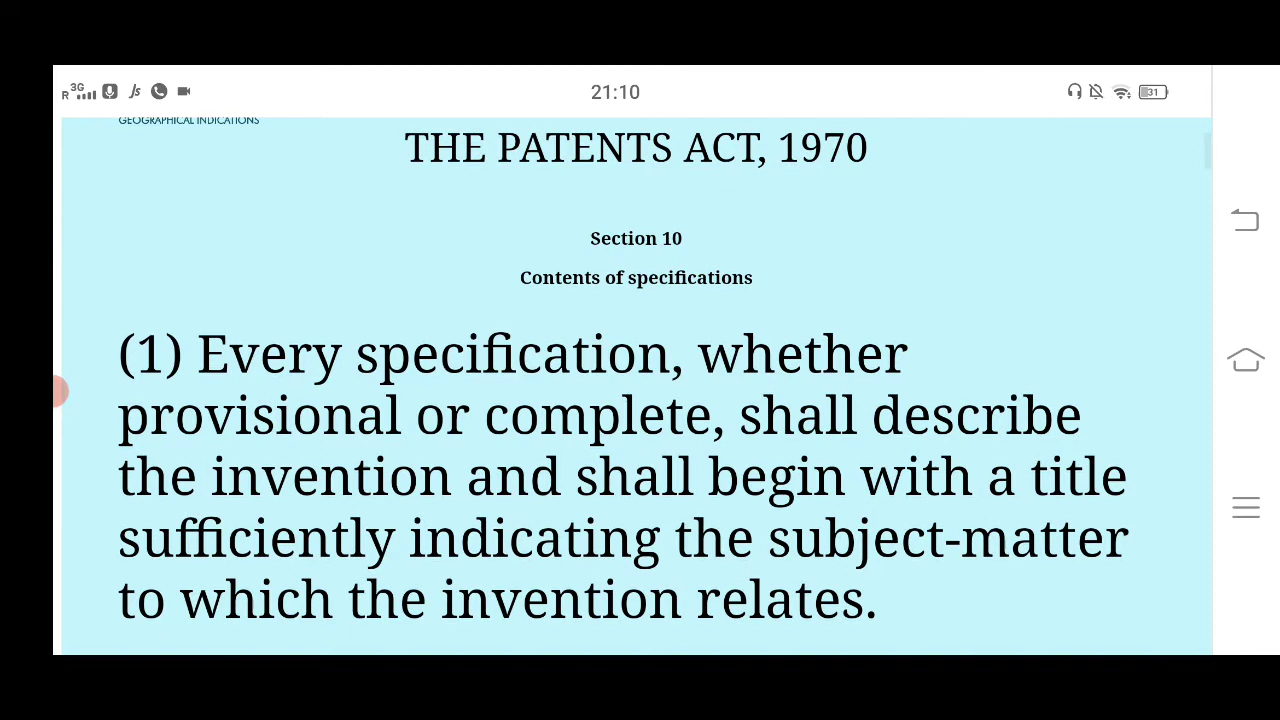 R 3G 21:10 31
GEOGRAPHICAL INDICATIONS
THE PATENTS ACT, 1970
Section 10
Contents of specifications
(1) Every specification, whether
provisional or complete, shall describe
the invention and shall begin with a title
sufficiently indicating the subject-matter
to which the invention relates.